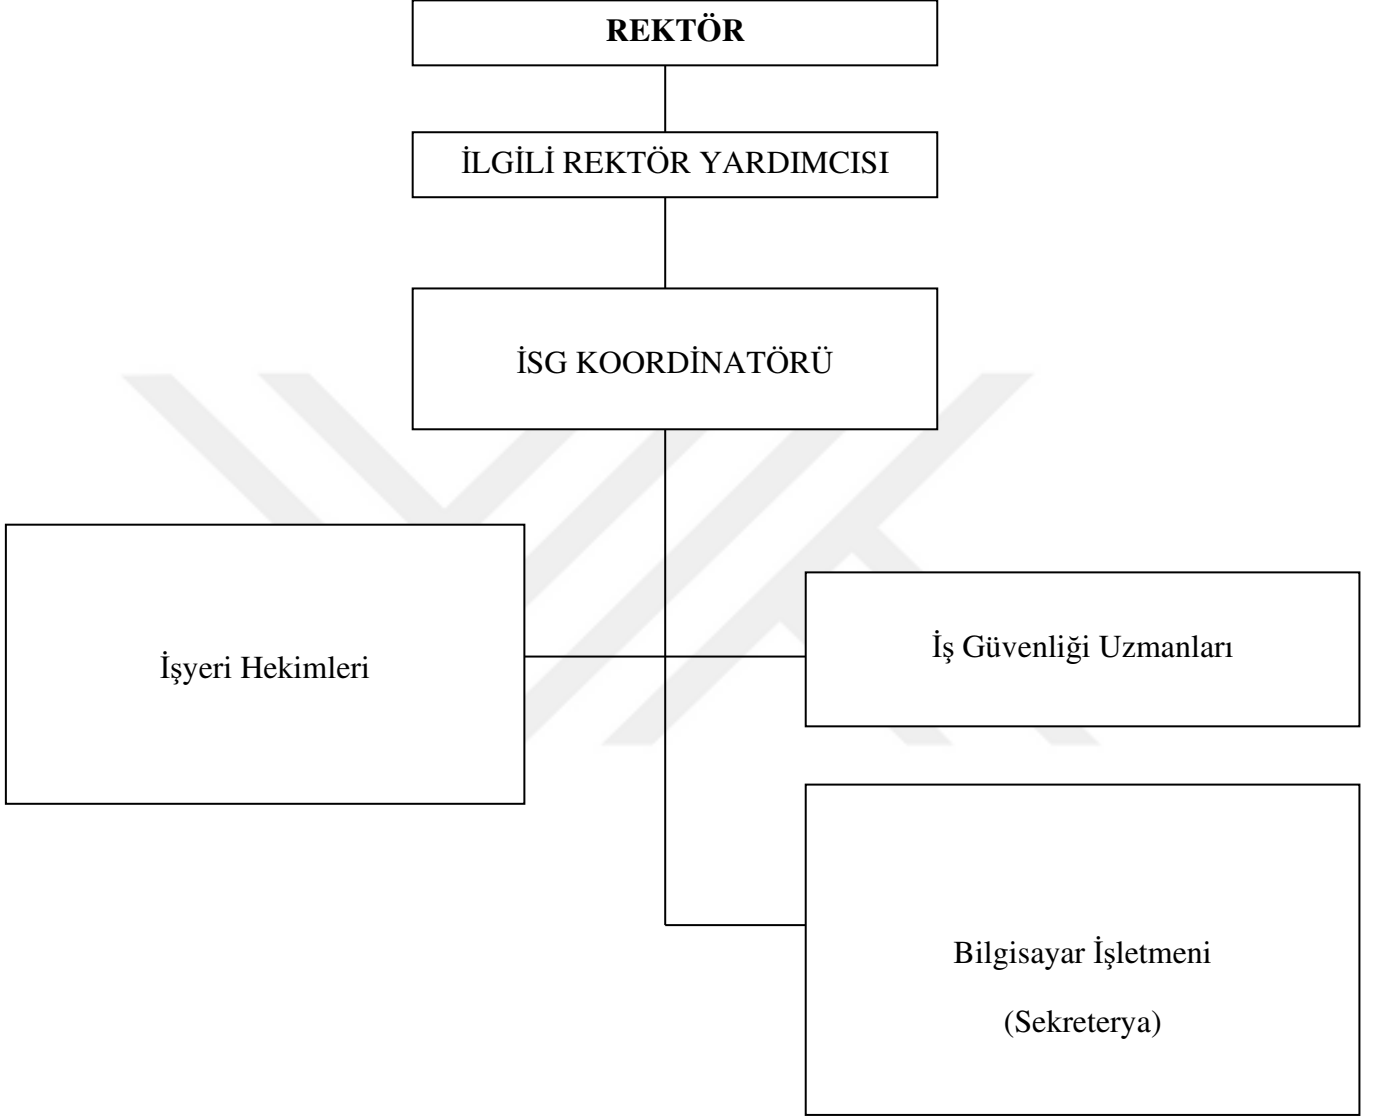 REKTÖR
İLGİLİ REKTÖR YARDIMCISI
İSG KOORDİNATÖRÜ
İşyeri Hekimleri
İş Güvenliği Uzmanları
Bilgisayar İşletmeni
(Sekreterya)